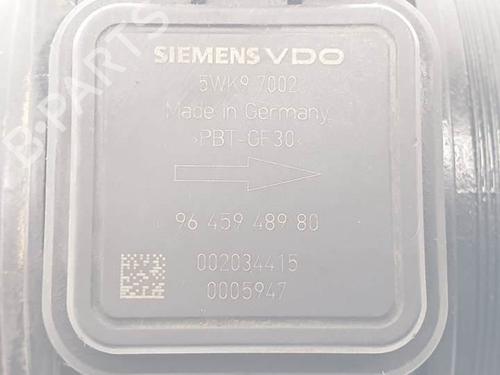 B-PARTS
SIEMENS VDO
5WK9 7002
Made in Germany
>PBT-GF30<
96 459 489 80
002034415
0005947